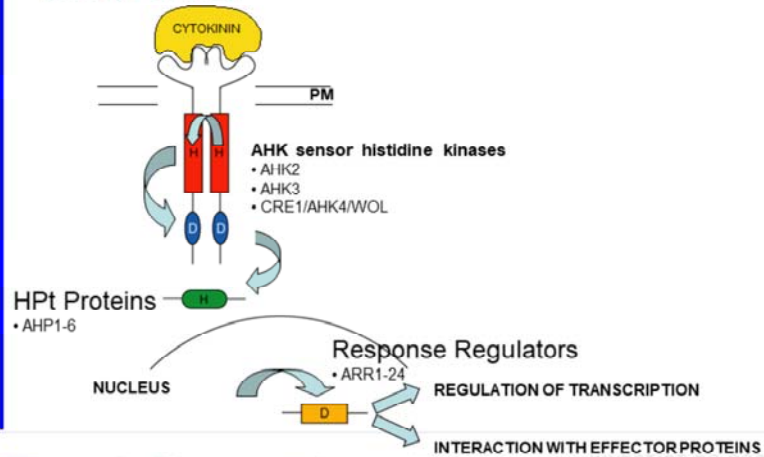 CYTOKININ
PM
H H
AHK sensor histidine kinases
• AHK2
• AHK3
• CRE1/AHK4/WOL
D D
HPt Proteins
H
• AHP1-6
Response Regulators
• ARR1-24
NUCLEUS
REGULATION OF TRANSCRIPTION
D
INTERACTION WITH EFFECTOR PROTEINS